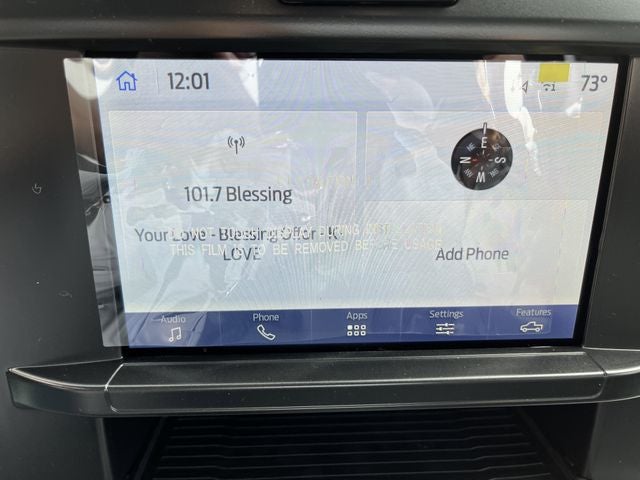 12:01
73°
101.7 Blessing
Your Love - Blessing Offor - K-
LOVE
THIS FILM IS TO BE REMOVED BEFORE USAGE
N E S W
Add Phone
Audio
Phone
Apps
Settings
Features